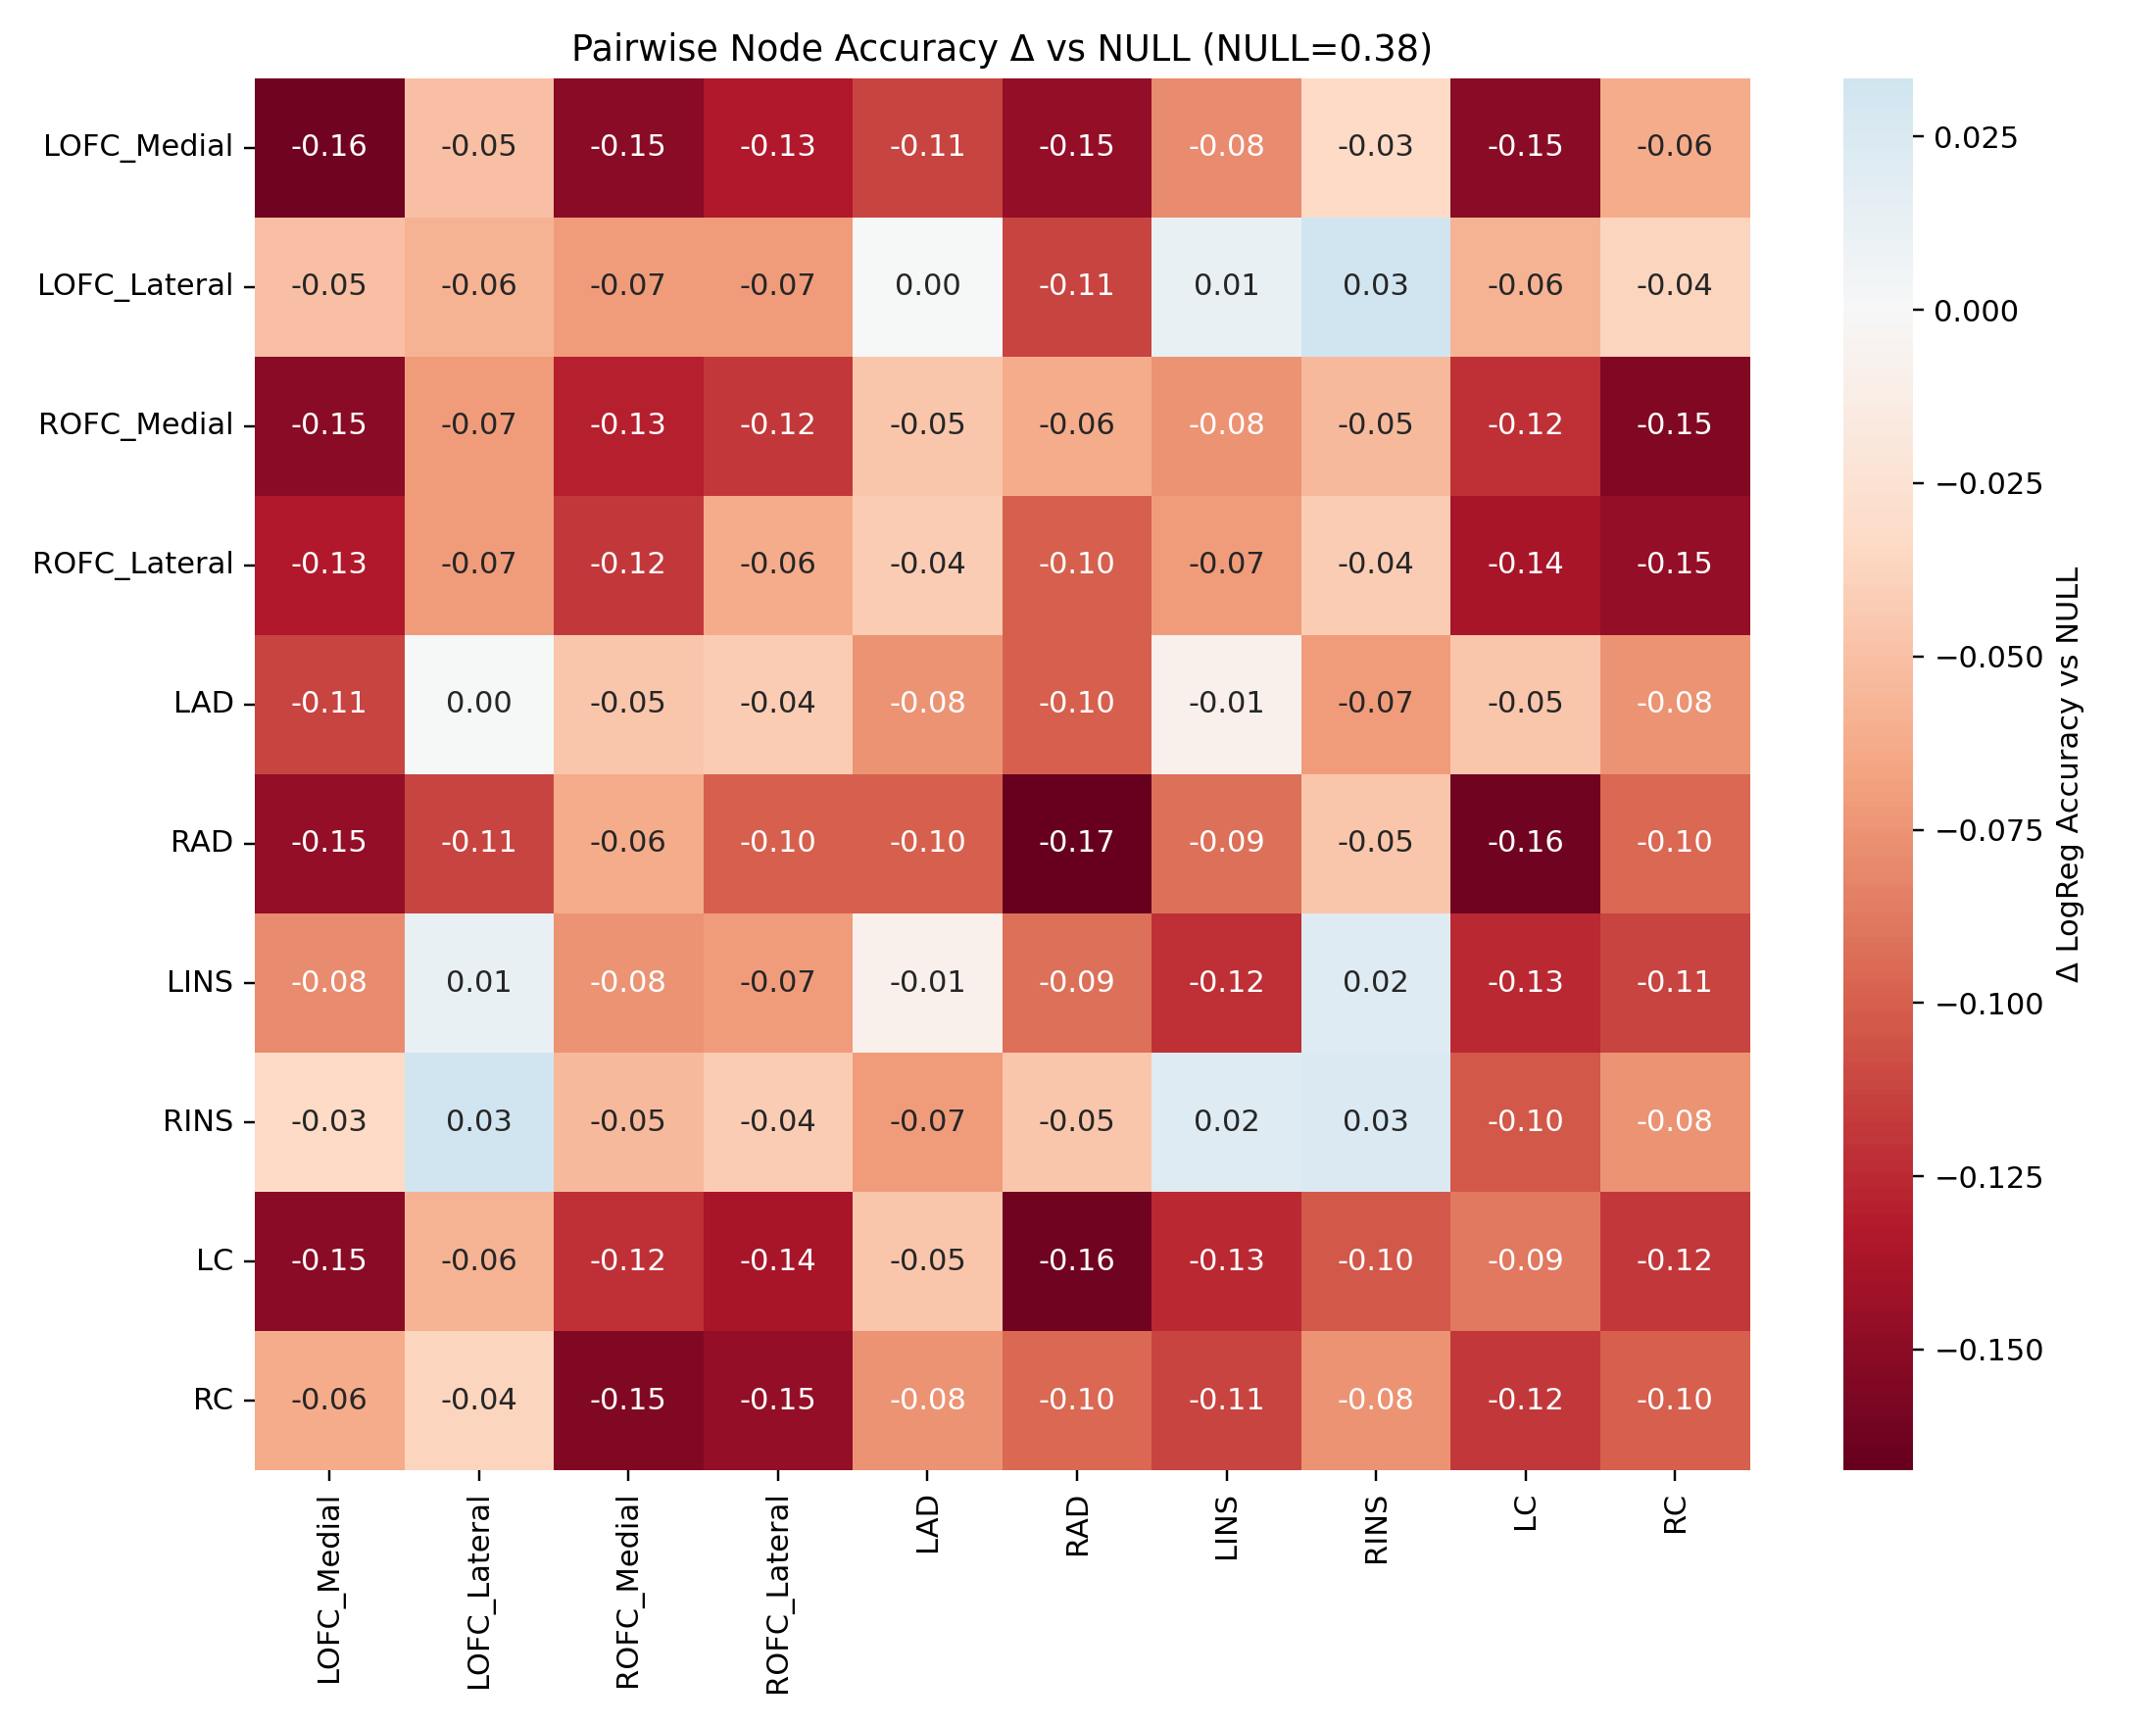 Pairwise Node Accuracy Δ vs NULL (NULL=0.38)
LOFC_Medial -0.16 -0.05 -0.15 -0.13 -0.11 -0.15 -0.08 -0.03 -0.15 -0.06
LOFC_Lateral -0.05 -0.06 -0.07 -0.07 0.00 -0.11 0.01 0.03 -0.06 -0.04
ROFC_Medial -0.15 -0.07 -0.13 -0.12 -0.05 -0.06 -0.08 -0.05 -0.12 -0.15
ROFC_Lateral -0.13 -0.07 -0.12 -0.06 -0.04 -0.10 -0.07 -0.04 -0.14 -0.15
LAD -0.11 0.00 -0.05 -0.04 -0.08 -0.10 -0.01 -0.07 -0.05 -0.08
RAD -0.15 -0.11 -0.06 -0.10 -0.10 -0.17 -0.09 -0.05 -0.16 -0.10
LINS -0.08 0.01 -0.08 -0.07 -0.01 -0.09 -0.12 0.02 -0.13 -0.11
RINS -0.03 0.03 -0.05 -0.04 -0.07 -0.05 0.02 0.03 -0.10 -0.08
LC -0.15 -0.06 -0.12 -0.14 -0.05 -0.16 -0.13 -0.10 -0.09 -0.12
RC -0.06 -0.04 -0.15 -0.15 -0.08 -0.10 -0.11 -0.08 -0.12 -0.10
LOFC_Medial
LOFC_Lateral
ROFC_Medial
ROFC_Lateral
LAD
RAD
LINS
RINS
LC
RC
0.025
0.000
−0.025
−0.050
−0.075
−0.100
−0.125
−0.150
Δ LogReg Accuracy vs NULL